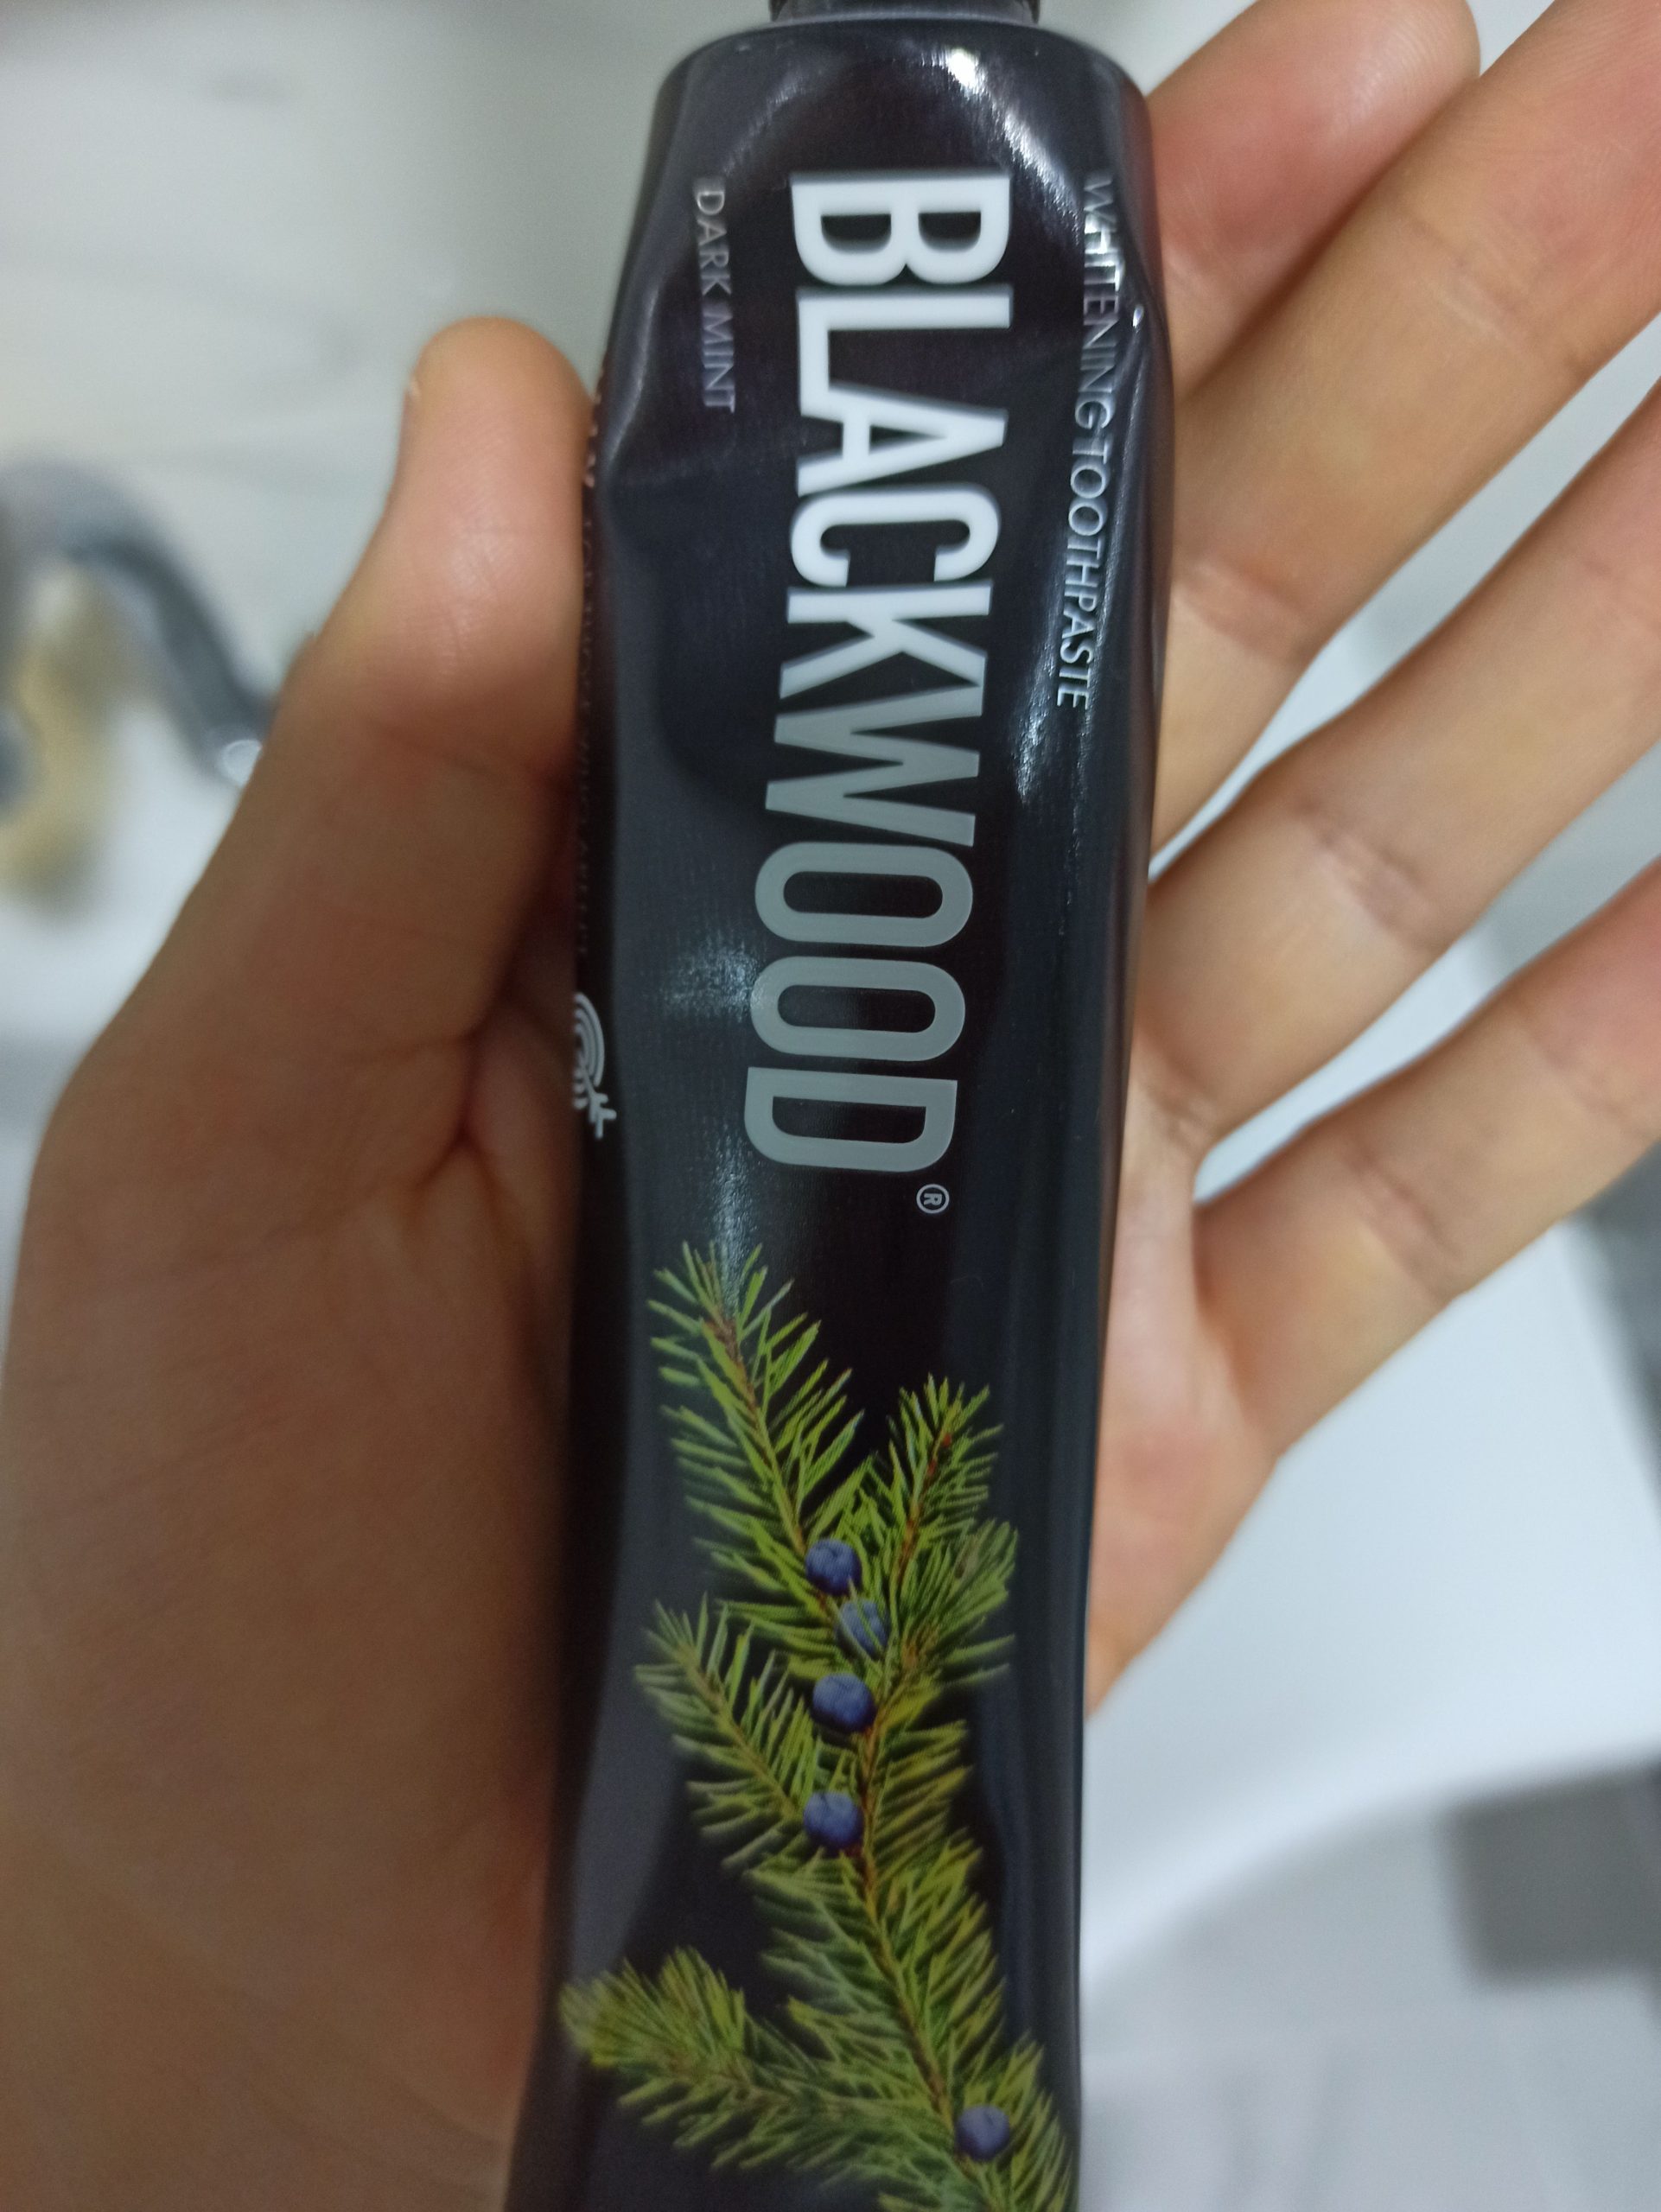 WHITENING TOOTHPASTE
BLACKWOOD®
DARK MINT